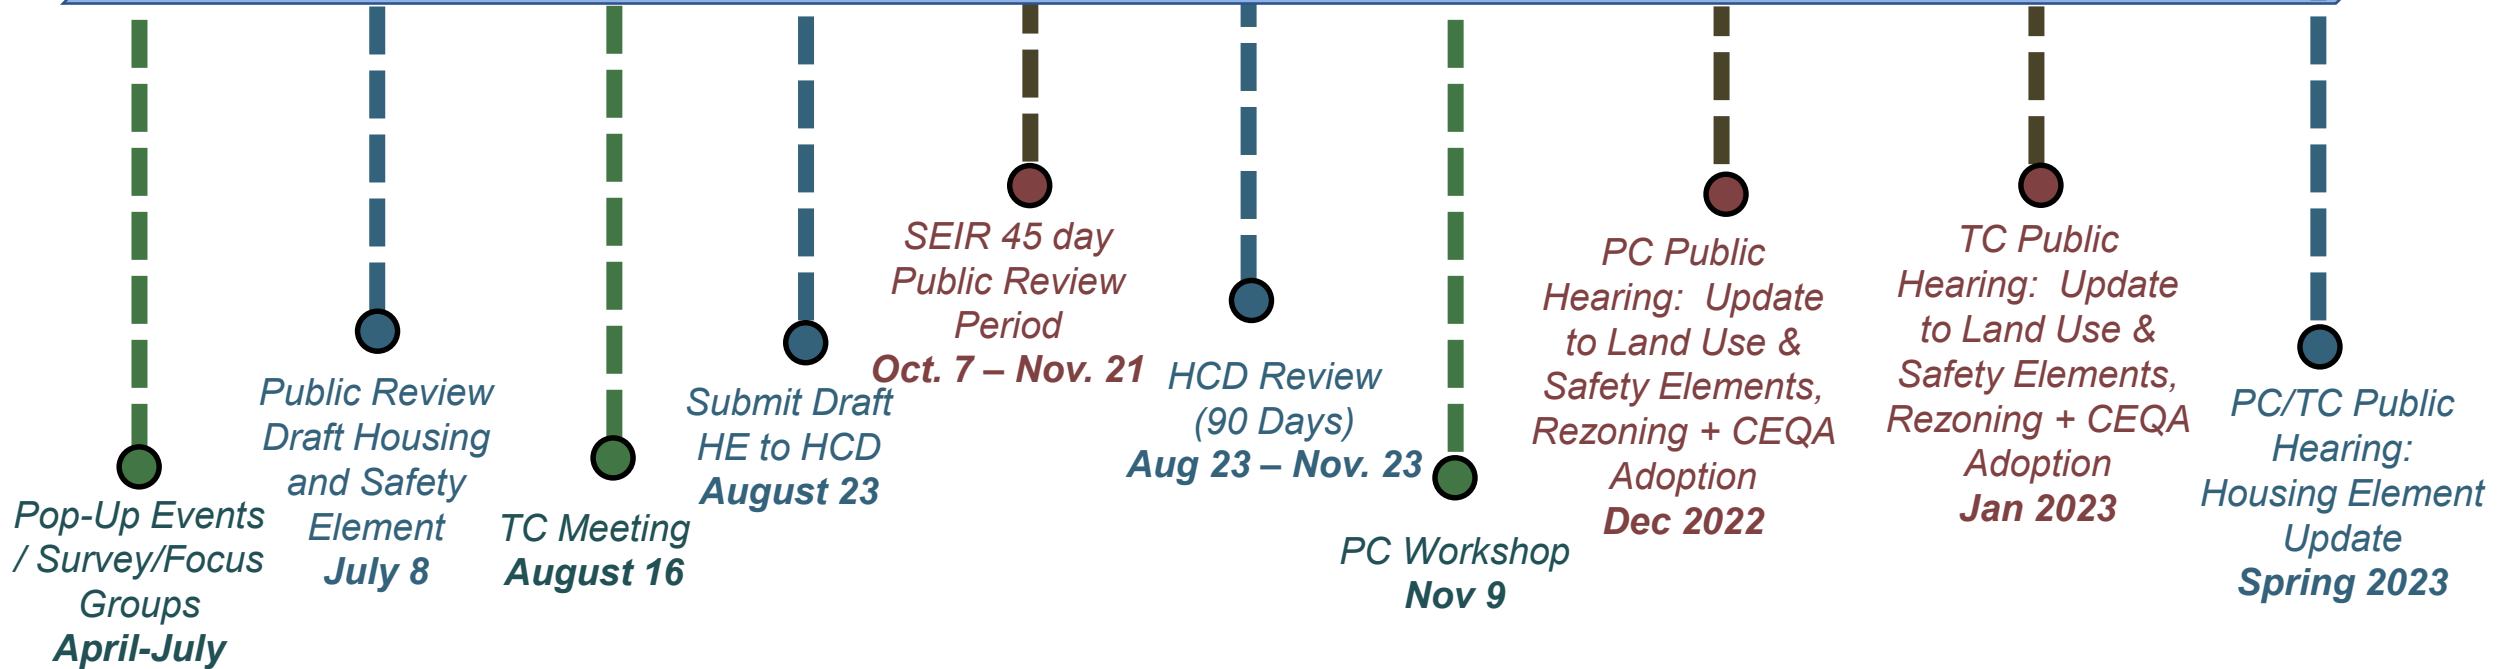 Pop-Up Events
/ Survey/Focus
Groups
April-July
Public Review
Draft Housing
and Safety
Element
July 8
TC Meeting
August 16
Submit Draft
HE to HCD
August 23
SEIR 45 day
Public Review
Period
Oct. 7 – Nov. 21
HCD Review
(90 Days)
Aug 23 – Nov. 23
PC Workshop
Nov 9
PC Public
Hearing:  Update
to Land Use &
Safety Elements,
Rezoning + CEQA
Adoption
Dec 2022
TC Public
Hearing:  Update
to Land Use &
Safety Elements,
Rezoning + CEQA
Adoption
Jan 2023
PC/TC Public
Hearing:
Housing Element
Update
Spring 2023